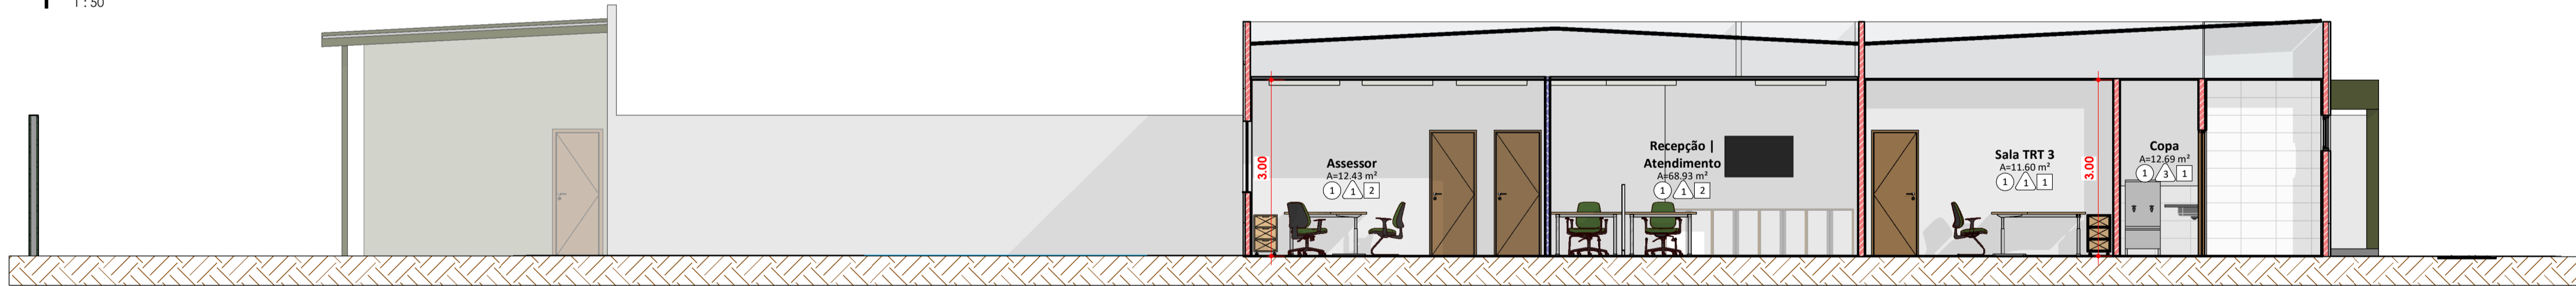 1 : 50
3.00
Assessor
A=12.43 m²
1 1 2
Recepção |
Atendimento
A=68.93 m²
1 1 2
Sala TRT 3
A=11.60 m²
1 1 1
3.00
Copa
A=12.69 m²
1 3 1